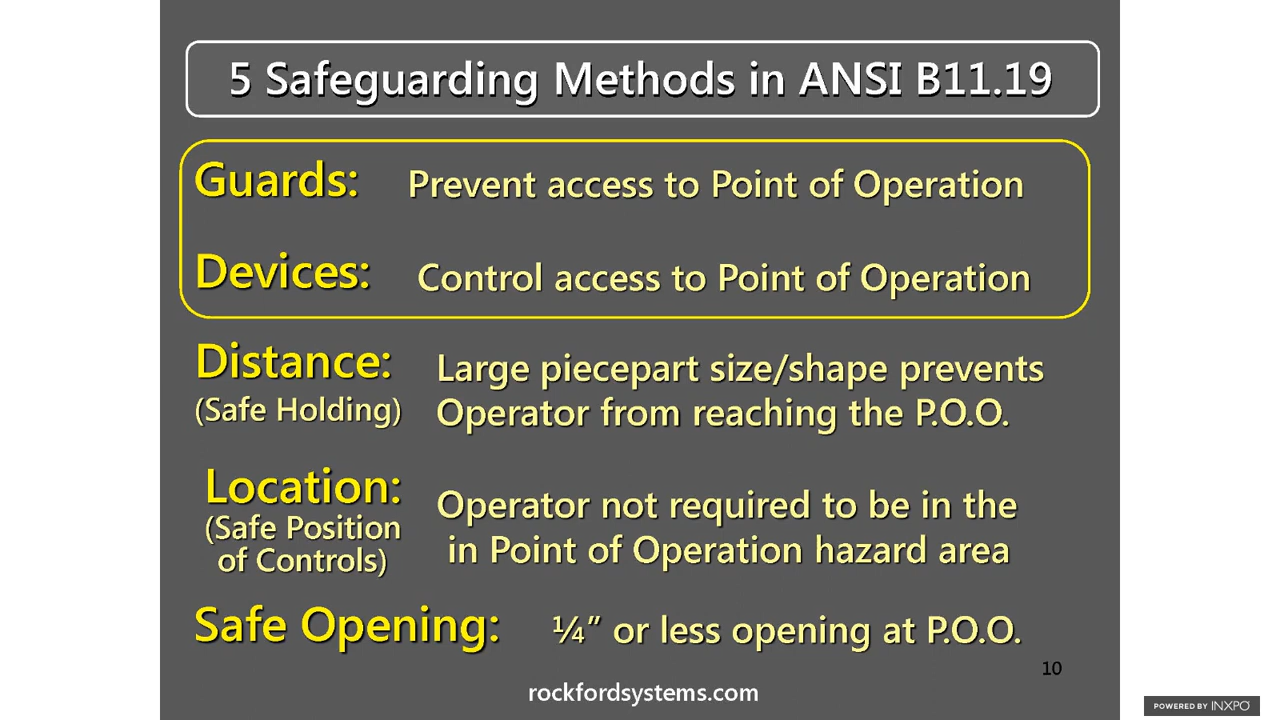 5 Safeguarding Methods in ANSI B11.19
Guards: Prevent access to Point of Operation
Devices: Control access to Point of Operation
Distance: Large piecepart size/shape prevents
(Safe Holding) Operator from reaching the P.O.O.
Location: Operator not required to be in the
(Safe Position
in Point of Operation hazard area
of Controls)
Safe Opening: ¼” or less opening at P.O.O.
10
rockfordsystems.com
POWERED BY INXPO